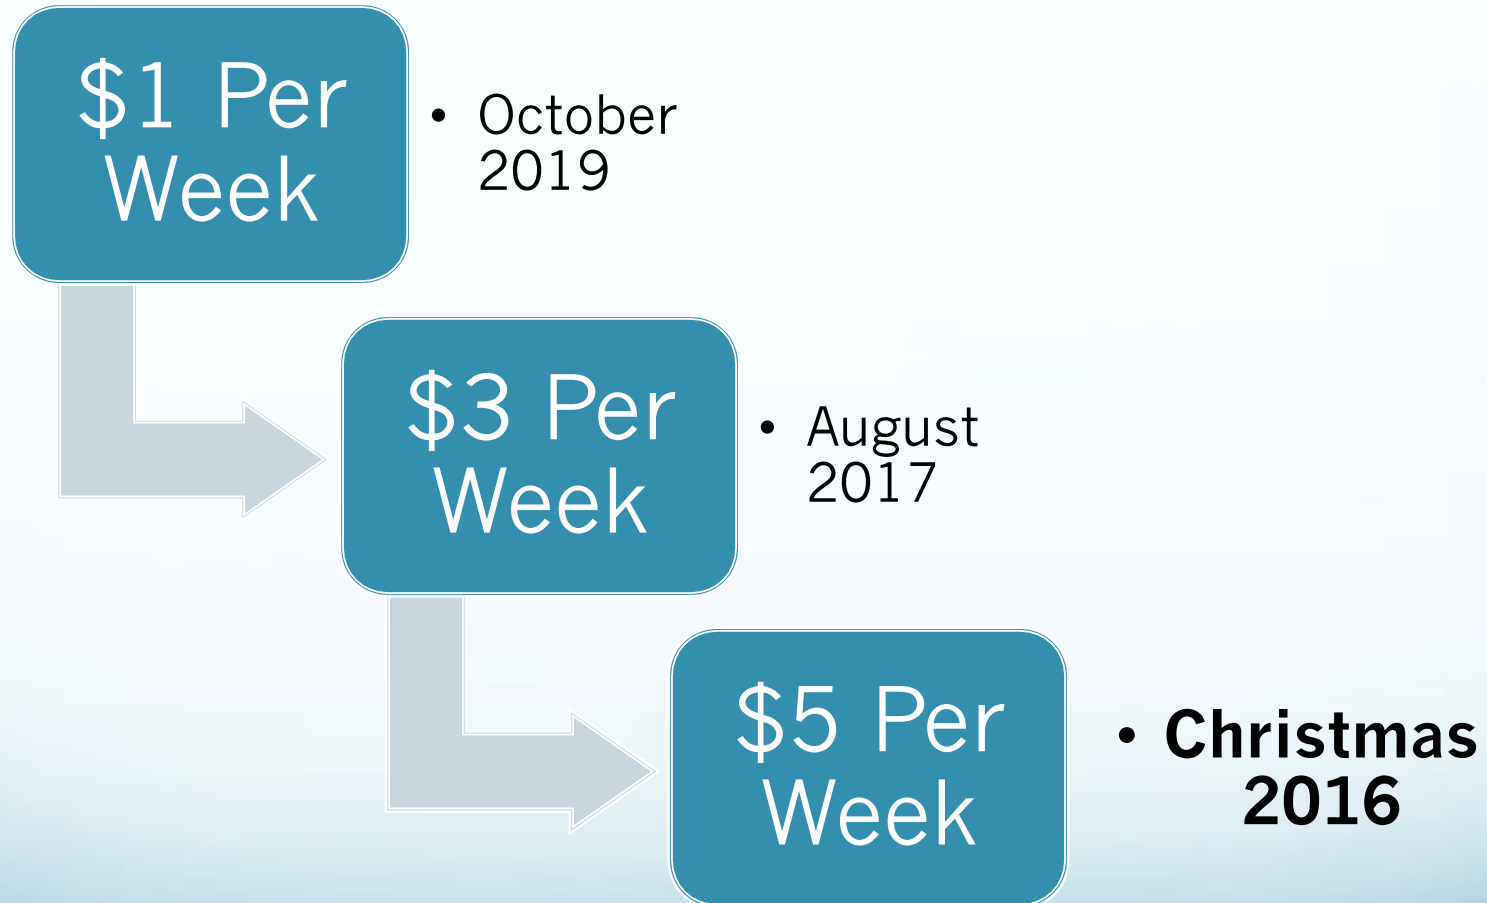 $1 Per
Week
• October
2019
$3 Per
Week
• August
2017
$5 Per
Week
• Christmas
2016